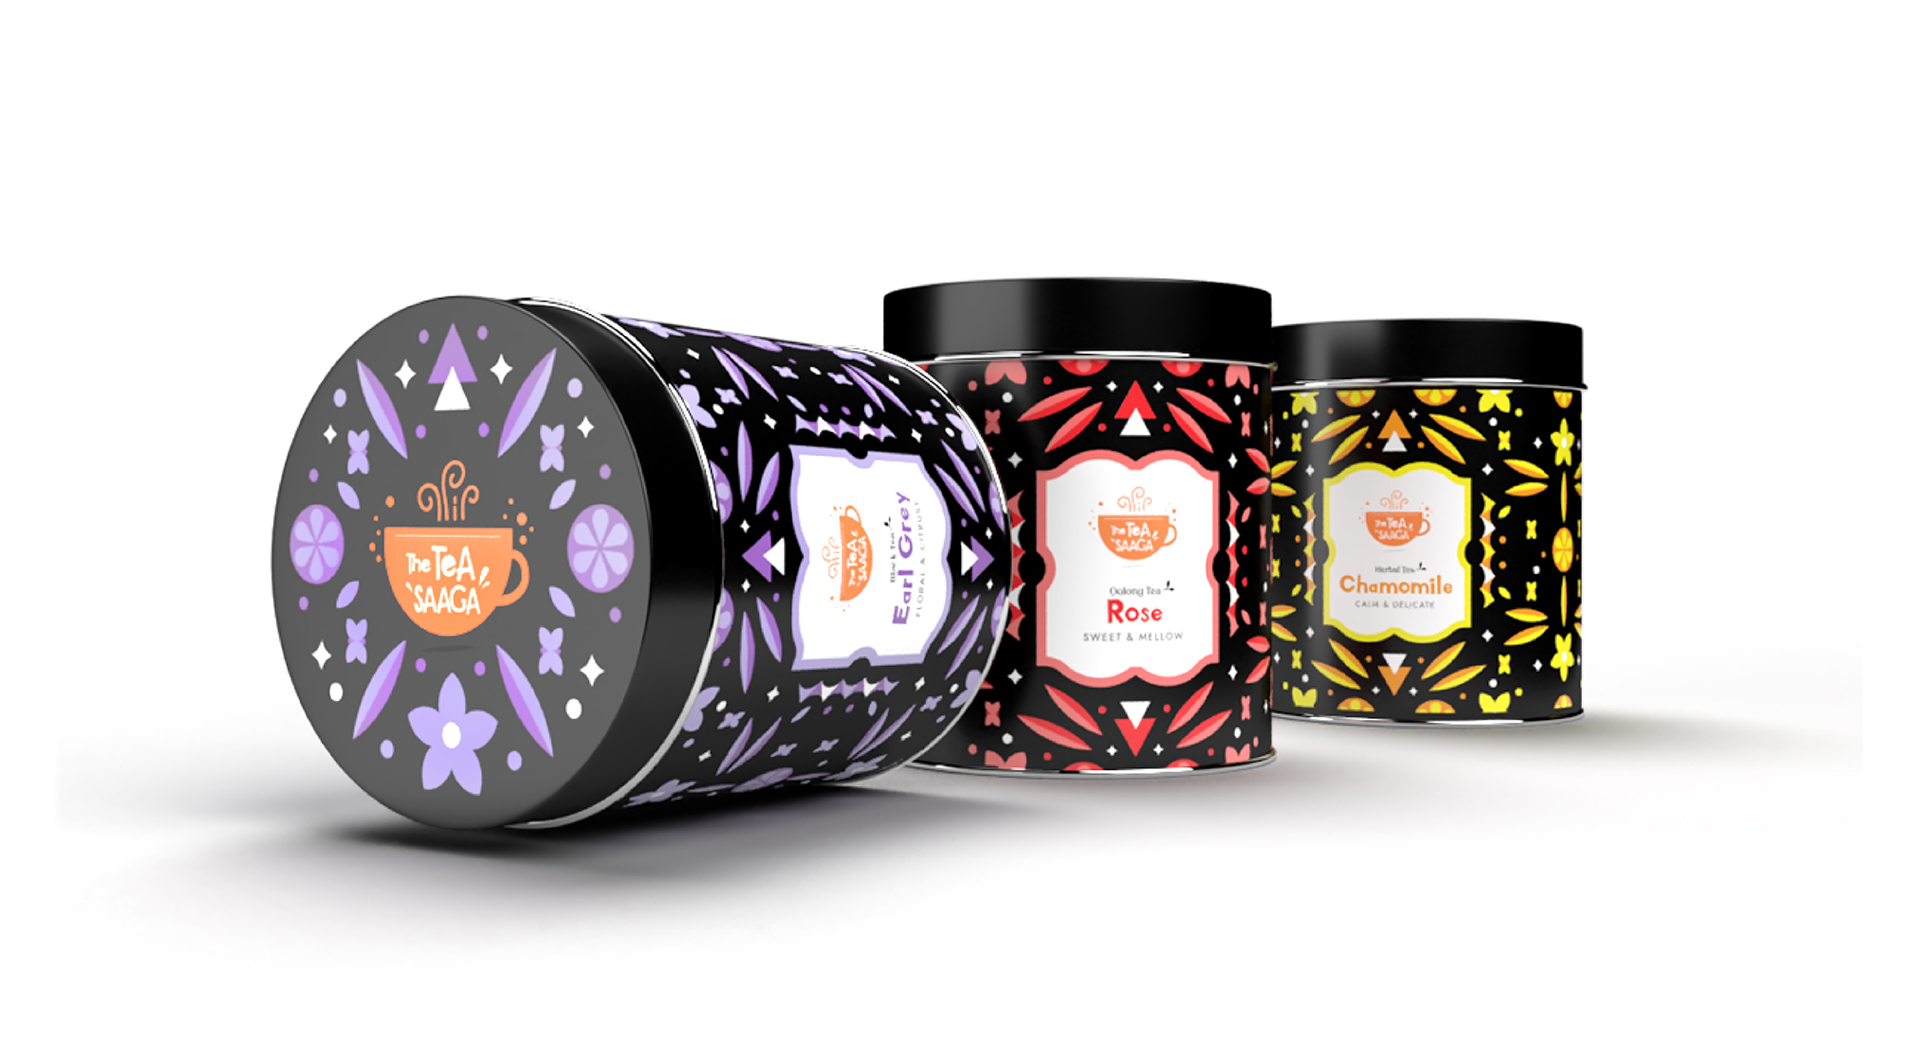 The TEA
SAAGA
The TEA
SAAGA
Black Tea
Earl Grey
FLORAL & CITRUSY
The TEA
SAAGA
Oolong Tea
Rose
SWEET & MELLOW
The TEA
SAAGA
Herbal Tea
Chamomile
CALM & DELICATE